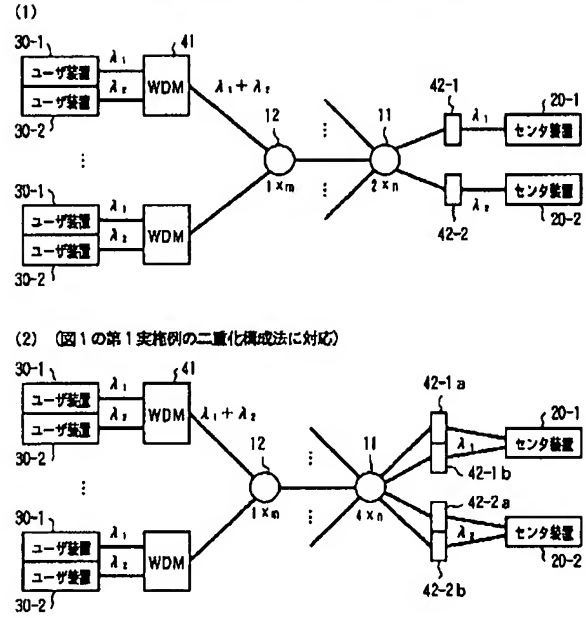 (1)
30-1
41
ユーザ装置 λ1
ユーザ装置 λ2
WDM
30-2
λ1+λ2
12
1×m
11
2×n
42-1
λ1
20-1
センタ装置
42-2
λ2
センタ装置
20-2
⋮
⋮
⋮
30-1
ユーザ装置 λ1
ユーザ装置 λ2
WDM
30-2
(2) (図1の第1実施例の二重化構成法に対応)
30-1
41
ユーザ装置 λ1
ユーザ装置 λ2
WDM
30-2
λ1+λ2
12
1×m
11
4×n
42-1a
λ1
42-1b
20-1
センタ装置
42-2a
λ2
42-2b
センタ装置
20-2
⋮
⋮
⋮
30-1
ユーザ装置 λ1
ユーザ装置 λ2
WDM
30-2